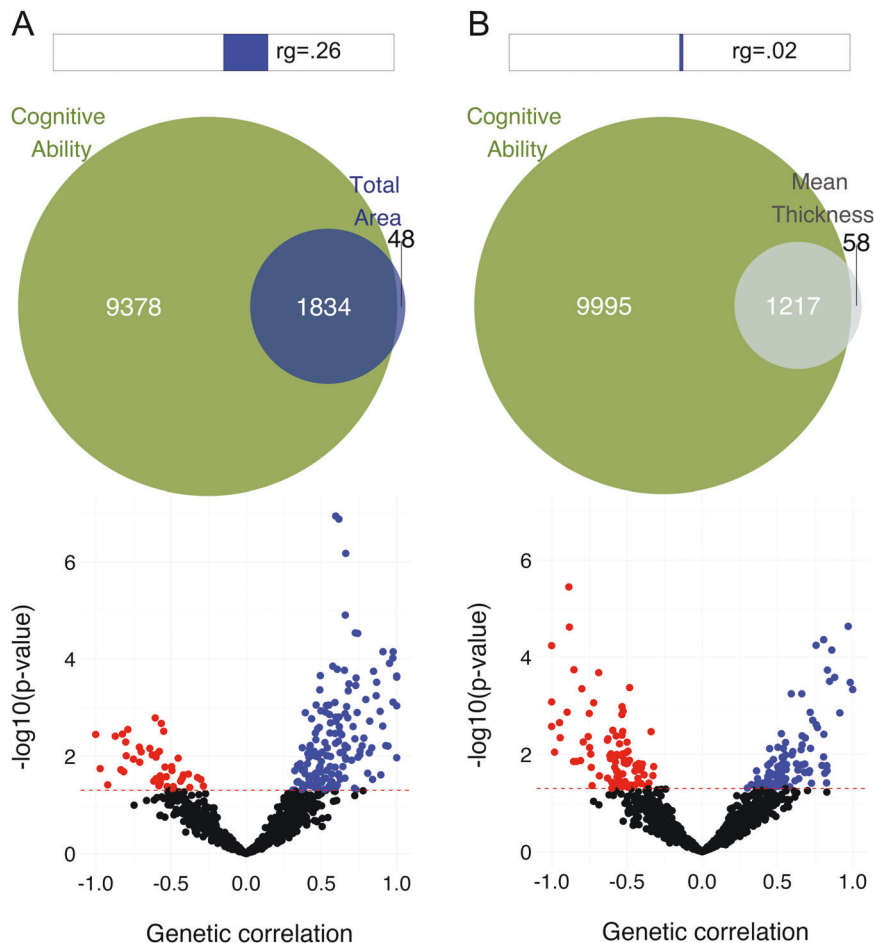 A
rg=.26
Cognitive
Ability
Total
Area
48
9378
1834
6
4
2
0
-log10(p-value)
-1.0 -0.5 0.0 0.5 1.0
Genetic correlation
B
rg=.02
Cognitive
Ability
Mean
Thickness
58
9995
1217
6
4
2
0
-log10(p-value)
-1.0 -0.5 0.0 0.5 1.0
Genetic correlation